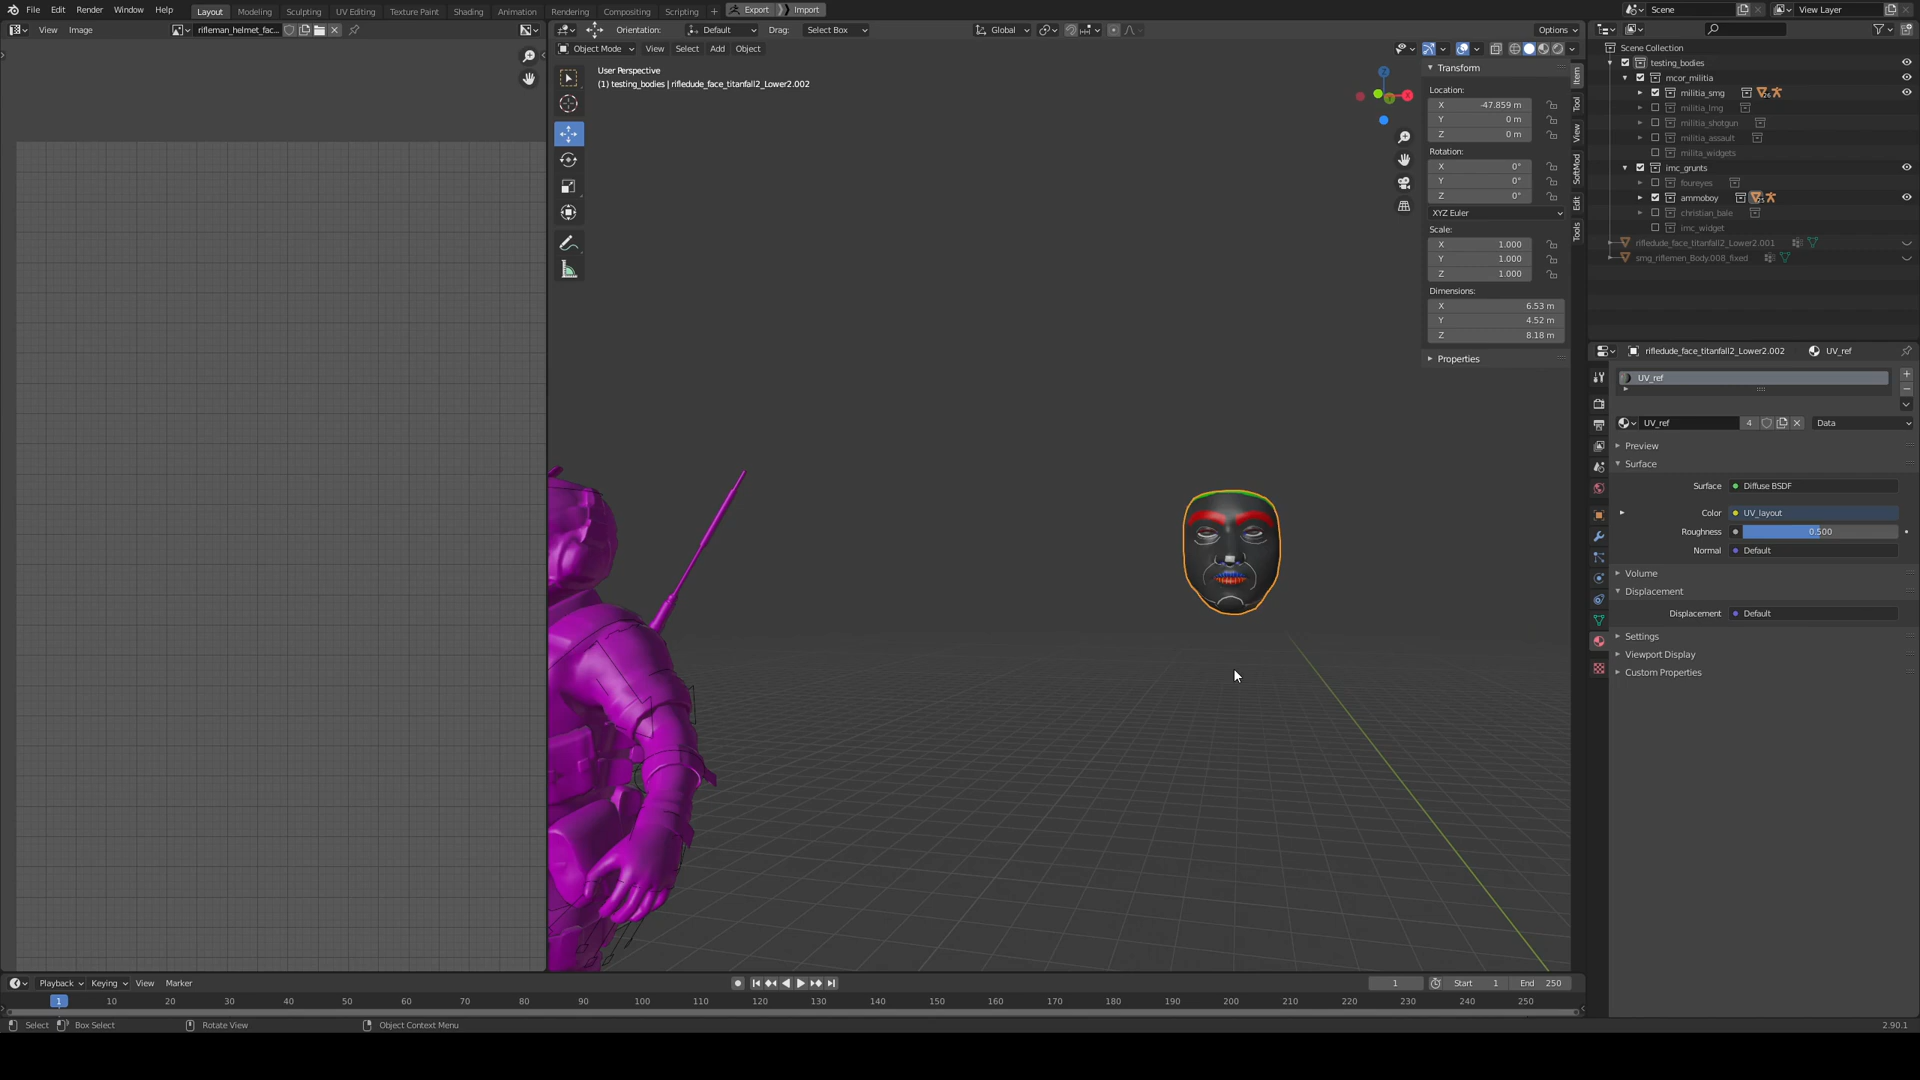 File Edit Render Window Help Layout Modeling Sculpting UV Editing Texture Paint Shading Animation Rendering Compositing Scripting + Export Import Scene View Layer
View Image rifleman_helmet_fac... Orientation: Default Drag: Select Box Global Options
Object Mode View Select Add Object
User Perspective
(1) testing_bodies | rifledude_face_titanfall2_Lower2.002
Transform
Location:
X -47.859 m
Y 0 m
Z 0 m
Rotation:
X 0°
Y 0°
Z 0°
XYZ Euler
Scale:
X 1.000
Y 1.000
Z 1.000
Dimensions:
X 6.53 m
Y 4.52 m
Z 8.18 m
Properties
Item
Tool
View
SoftMod
Edit
Tools
Scene Collection
testing_bodies
mcor_militia
militia_smg
militia_lmg
militia_shotgun
militia_assault
milita_widgets
imc_grunts
foureyes
ammoboy
christian_bale
imc_widget
rifledude_face_titanfall2_Lower2.001
smg_riflemen_Body.008_fixed
rifledude_face_titanfall2_Lower2.002 UV_ref
UV_ref
UV_ref 4 Data
Preview
Surface
Surface Diffuse BSDF
Color UV_layout
Roughness 0.500
Normal Default
Volume
Displacement
Displacement Default
Settings
Viewport Display
Custom Properties
Playback Keying View Marker 1 Start 1 End 250
1 10 20 30 40 50 60 70 80 90 100 110 120 130 140 150 160 170 180 190 200 210 220 230 240 250
Select Box Select Rotate View Object Context Menu 2.90.1